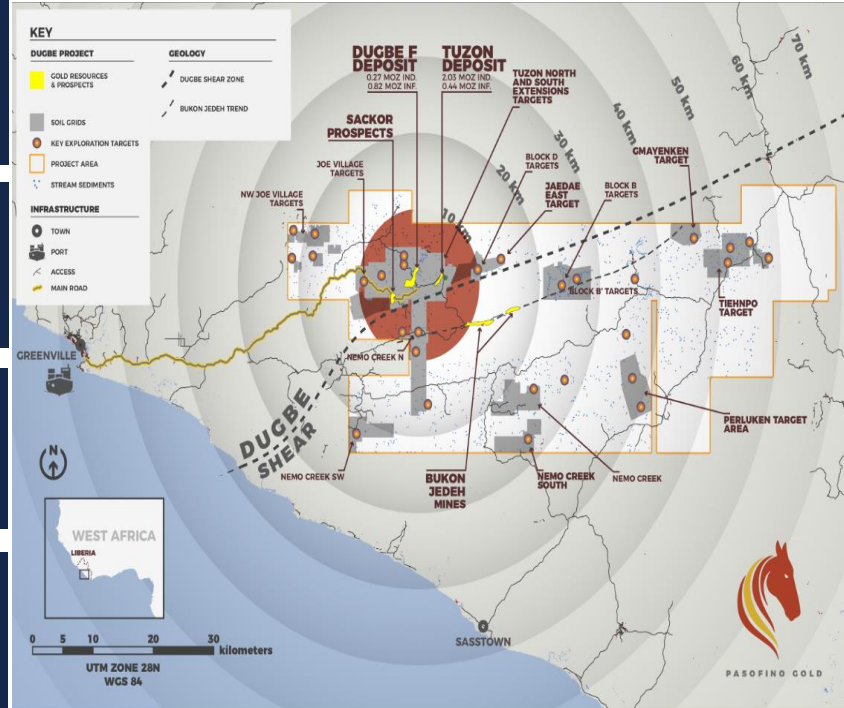 KEY
DUGBE PROJECT
GOLD RESOURCES
& PROSPECTS
SOIL GRIDS
KEY EXPLORATION TARGETS
PROJECT AREA
STREAM SEDIMENTS
INFRASTRUCTURE
TOWN
PORT
ACCESS
MAIN ROAD
GEOLOGY
DUGBE SHEAR ZONE
BUKON JEDEH TREND
DUGBE F
DEPOSIT
0.27 MOZ IND.
0.82 MOZ INF.
TUZON
DEPOSIT
2.03 MOZ IND.
0.44 MOZ INF.
TUZON NORTH
AND SOUTH
EXTENSIONS
TARGETS
SACKOR
PROSPECTS
JOE VILLAGE
TARGETS
NW JOE VILLAGE
TARGETS
BLOCK D
TARGETS
JAEDAE
EAST
TARGET
BLOCK B
TARGETS
GMAYENKEN
TARGET
10 km
20 km
30 km
40 km
50 km
60 km
70 km
BLOCK B' TARGETS
TIEHNPO
TARGET
GREENVILLE
NEMO CREEK N
DUGBE
SHEAR
PERLUKEN TARGET
AREA
NEMO CREEK SW
BUKON
JEDEH
MINES
NEMO CREEK
SOUTH
NEMO CREEK
N
WEST AFRICA
LIBERIA
SASSTOWN
0 5 10 20 30 kilometers
UTM ZONE 28N
WGS 84
PASOFINO GOLD